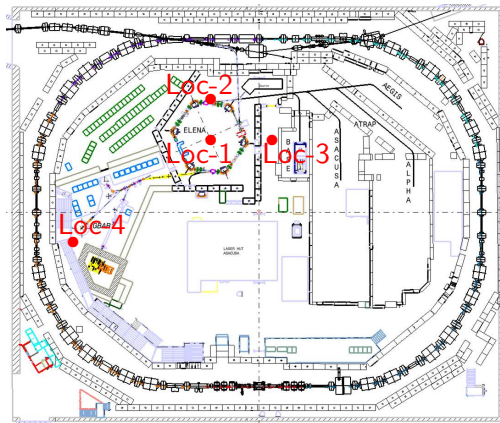 Loc-2
ELENA
Loc-1
Loc-3
AEGIS
ATRAP
ASACUSA
ALPHA
Loc-4
GBAR
LASER HUT
ASACUSA